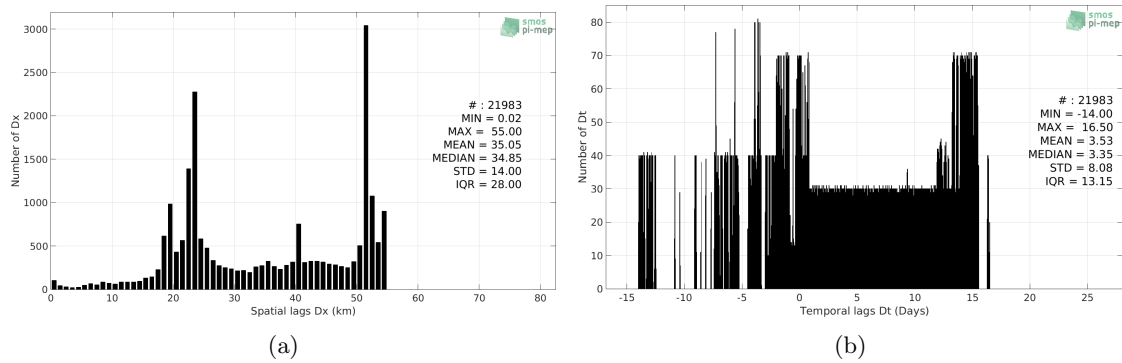 smos
pi-mep
3000
2500
2000
1500
1000
500
0
Number of Dx
# : 21983
MIN = 0.02
MAX = 55.00
MEAN = 35.05
MEDIAN = 34.85
STD = 14.00
IQR = 28.00
0 10 20 30 40 50 60 70 80
Spatial lags Dx (km)
(a)
smos
pi-mep
80
70
60
50
40
30
20
10
0
Number of Dt
# : 21983
MIN = -14.00
MAX = 16.50
MEAN = 3.53
MEDIAN = 3.35
STD = 8.08
IQR = 13.15
-15 -10 -5 0 5 10 15 20 25
Temporal lags Dt (Days)
(b)